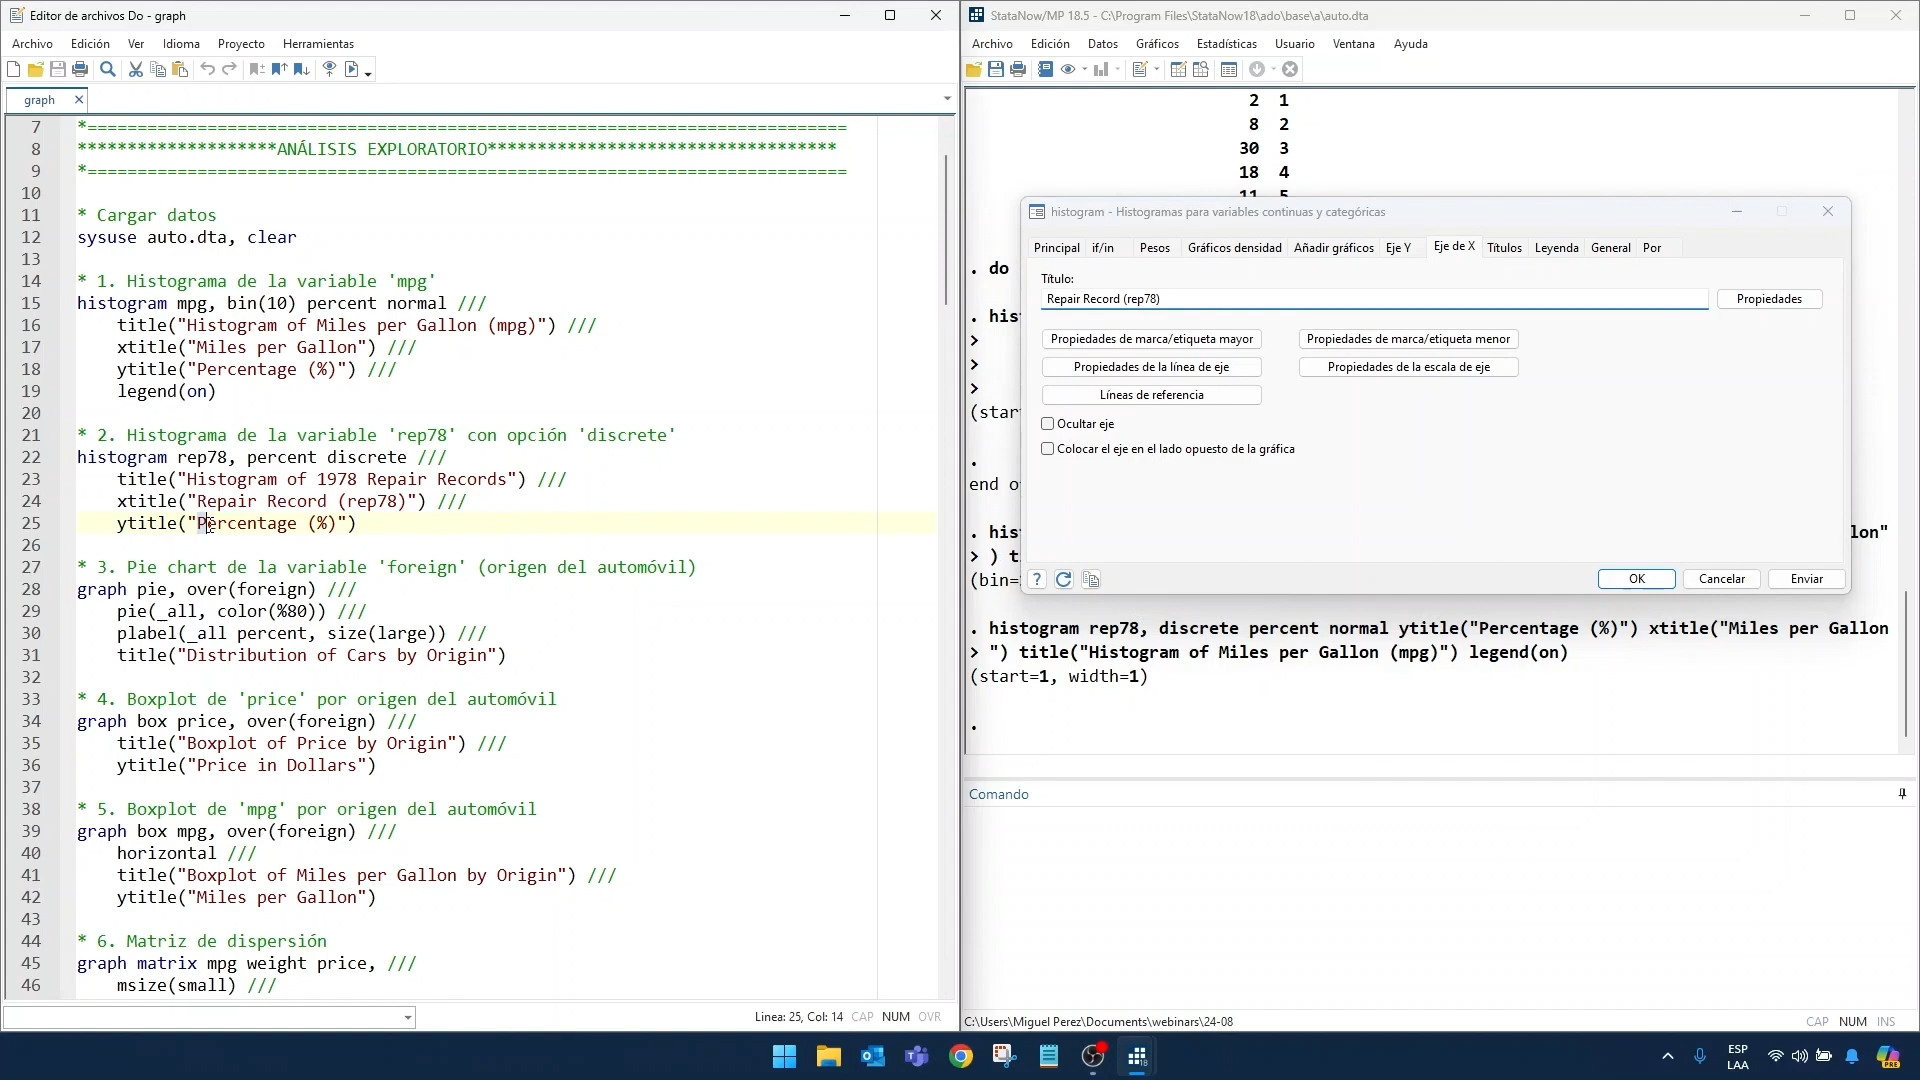 Editor de archivos Do - graph
Archivo Edición Ver Idioma Proyecto Herramientas
graph
7 *============================================================================
8 ********************ANÁLISIS EXPLORATORIO***********************************
9 *============================================================================
10
11 * Cargar datos
12 sysuse auto.dta, clear
13
14 * 1. Histograma de la variable 'mpg'
15 histogram mpg, bin(10) percent normal ///
16 title("Histogram of Miles per Gallon (mpg)") ///
17 xtitle("Miles per Gallon") ///
18 ytitle("Percentage (%)") ///
19 legend(on)
20
21 * 2. Histograma de la variable 'rep78' con opción 'discrete'
22 histogram rep78, percent discrete ///
23 title("Histogram of 1978 Repair Records") ///
24 xtitle("Repair Record (rep78)") ///
25 ytitle("Percentage (%)")
26
27 * 3. Pie chart de la variable 'foreign' (origen del automóvil)
28 graph pie, over(foreign) ///
29 pie(_all, color(%80)) ///
30 plabel(_all percent, size(large)) ///
31 title("Distribution of Cars by Origin")
32
33 * 4. Boxplot de 'price' por origen del automóvil
34 graph box price, over(foreign) ///
35 title("Boxplot of Price by Origin") ///
36 ytitle("Price in Dollars")
37
38 * 5. Boxplot de 'mpg' por origen del automóvil
39 graph box mpg, over(foreign) ///
40 horizontal ///
41 title("Boxplot of Miles per Gallon by Origin") ///
42 ytitle("Miles per Gallon")
43
44 * 6. Matriz de dispersión
45 graph matrix mpg weight price, ///
46 msize(small) ///
Linea: 25, Col: 14 CAP NUM OVR
StataNow/MP 18.5 - C:\Program Files\StataNow18\ado\base\a\auto.dta
Archivo Edición Datos Gráficos Estadísticas Usuario Ventana Ayuda
2 1
8 2
30 3
18 4
11 5
. do
. his
>
>
>
(star
.
end o
. his lon"
> ) t
(bin=
histogram - Histogramas para variables continuas y categóricas
Principal if/in Pesos Gráficos densidad Añadir gráficos Eje Y Eje de X Títulos Leyenda General Por
Título:
Repair Record (rep78) Propiedades
Propiedades de marca/etiqueta mayor Propiedades de marca/etiqueta menor
Propiedades de la línea de eje Propiedades de la escala de eje
Líneas de referencia
Ocultar eje
Colocar el eje en el lado opuesto de la gráfica
? OK Cancelar Enviar
. histogram rep78, discrete percent normal ytitle("Percentage (%)") xtitle("Miles per Gallon
> ") title("Histogram of Miles per Gallon (mpg)") legend(on)
(start=1, width=1)
.
Comando
C:\Users\Miguel Perez\Documents\webinars\24-08 CAP NUM INS
ESP
LAA
PRE